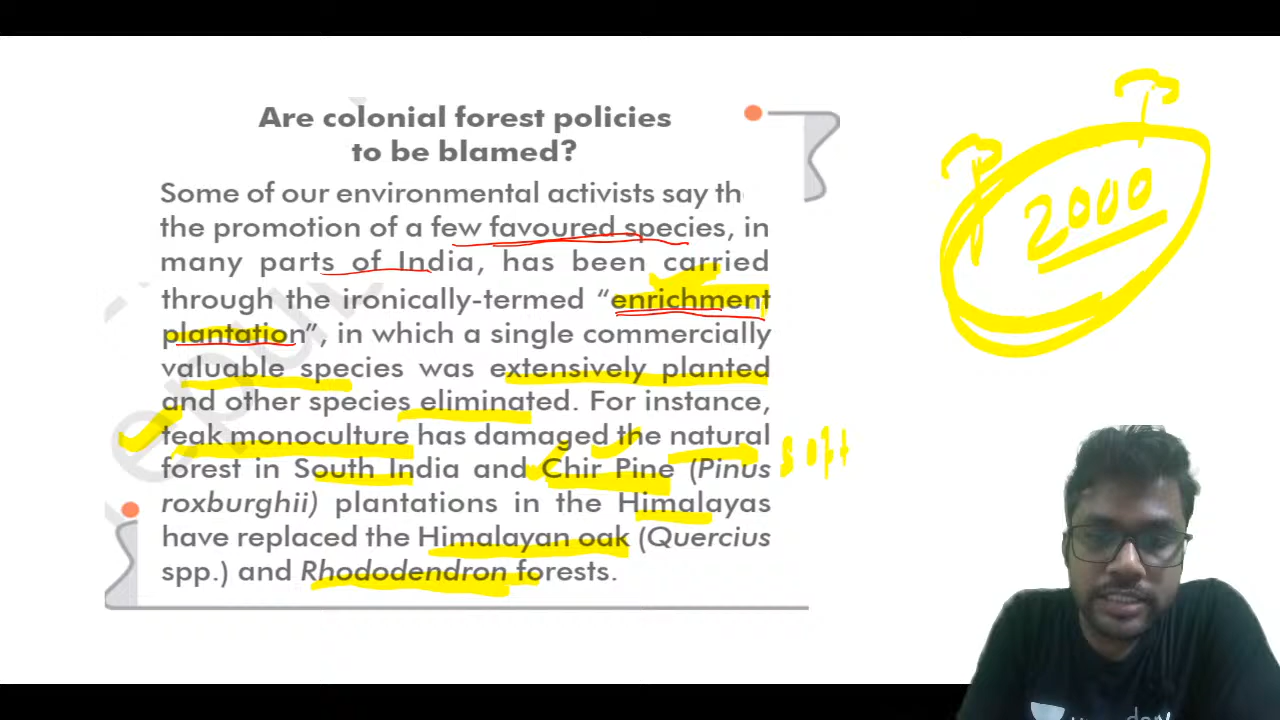 Are colonial forest policies
to be blamed?
Some of our environmental activists say th
the promotion of a few favoured species, in
many parts of India, has been carried
through the ironically-termed “enrichment
plantation”, in which a single commercially
valuable species was extensively planted
and other species eliminated. For instance,
teak monoculture has damaged the natural
forest in South India and Chir Pine (Pinus
roxburghii) plantations in the Himalayas
have replaced the Himalayan oak (Quercius
spp.) and Rhododendron forests.
2000